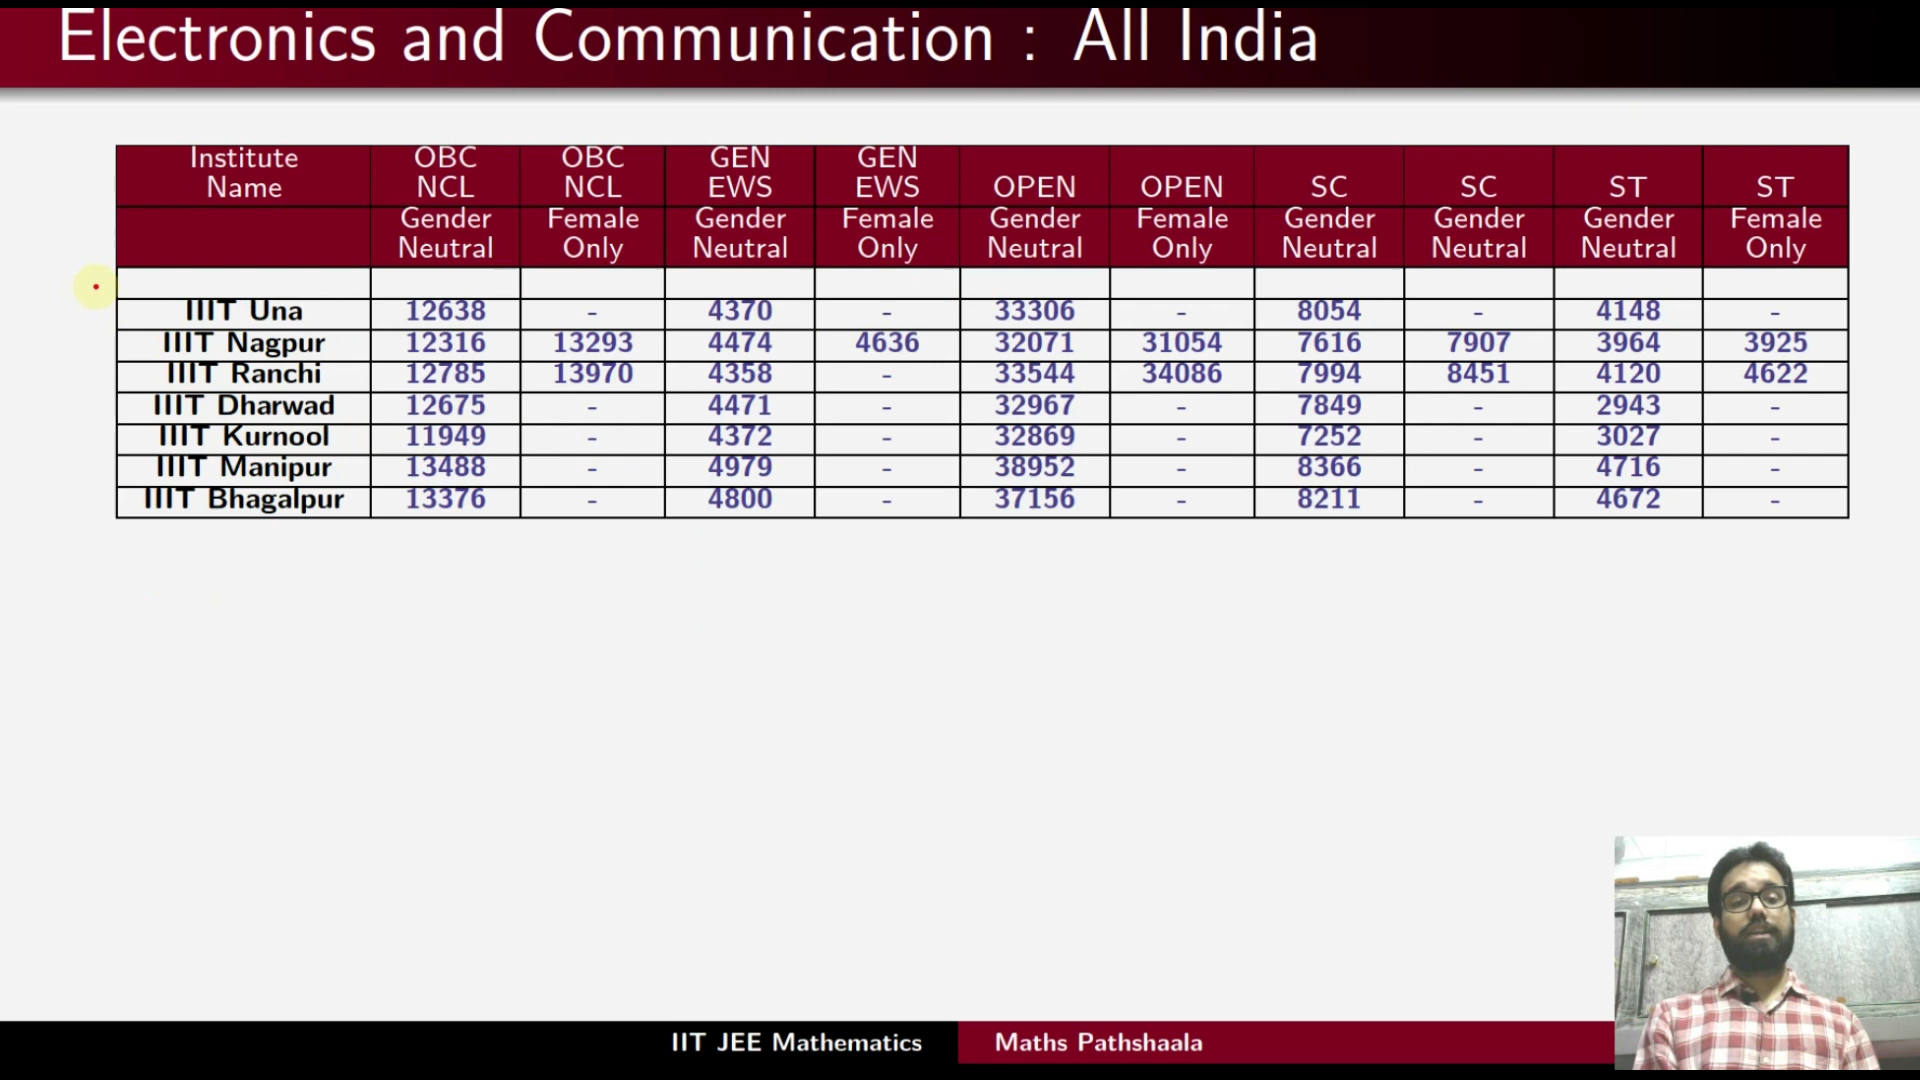 Electronics and Communication : All India
Institute Name OBC NCL OBC NCL GEN EWS GEN EWS OPEN OPEN SC SC ST ST
Gender Neutral Female Only Gender Neutral Female Only Gender Neutral Female Only Gender Neutral Gender Neutral Gender Neutral Female Only
IIIT Una 12638 - 4370 - 33306 - 8054 - 4148 -
IIIT Nagpur 12316 13293 4474 4636 32071 31054 7616 7907 3964 3925
IIIT Ranchi 12785 13970 4358 - 33544 34086 7994 8451 4120 4622
IIIT Dharwad 12675 - 4471 - 32967 - 7849 - 2943 -
IIIT Kurnool 11949 - 4372 - 32869 - 7252 - 3027 -
IIIT Manipur 13488 - 4979 - 38952 - 8366 - 4716 -
IIIT Bhagalpur 13376 - 4800 - 37156 - 8211 - 4672 -
IIT JEE Mathematics Maths Pathshaala